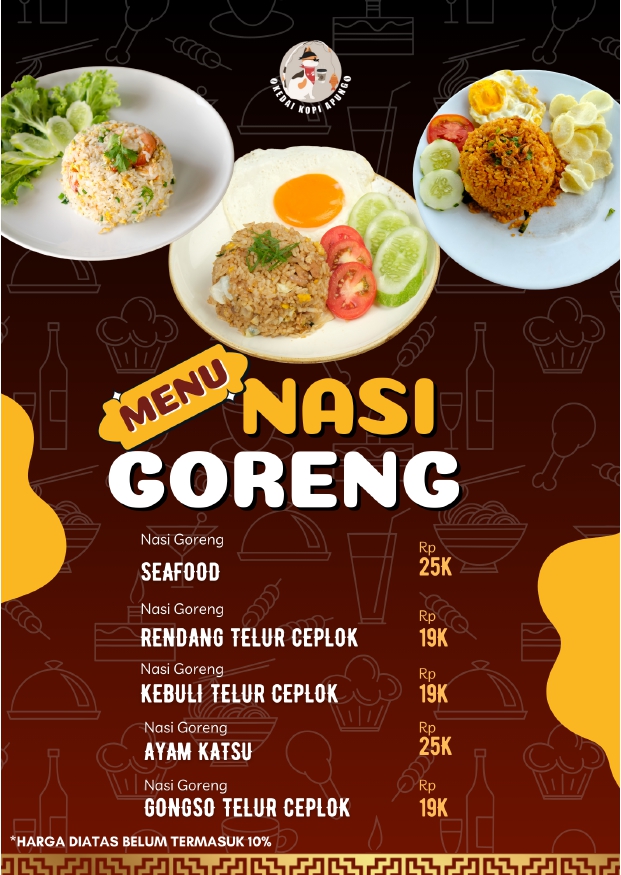 KEDAI KOPI APUNGO
MENU
NASI
GORENG
Nasi Goreng
SEAFOOD
Rp
25K
Nasi Goreng
RENDANG TELUR CEPLOK
Rp
19K
Nasi Goreng
KEBULI TELUR CEPLOK
Rp
19K
Nasi Goreng
AYAM KATSU
Rp
25K
Nasi Goreng
GONGSO TELUR CEPLOK
Rp
19K
*HARGA DIATAS BELUM TERMASUK 10%